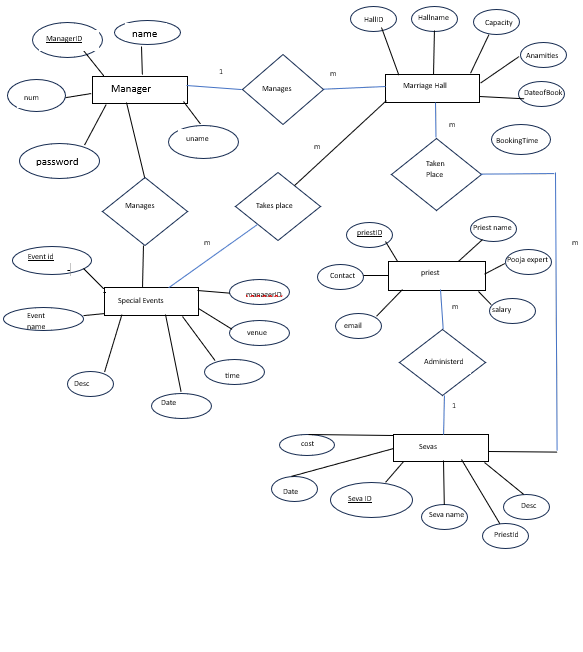 HallID
Hallname
Capacity
ManagerID
name
Anamities
1
m
Manager
Manages
Marriage Hall
DateofBook
num
m
uname
BookingTime
m
password
Taken
Place
Manages
Takes place
priestID
Priest name
m
m
Event id
Pooja expert
Contact
priest
managerID
Special Events
m
salary
Event
name
email
venue
Administerd
time
Desc
1
Date
cost
Sevas
Date
Seva ID
Desc
Seva name
PriestId